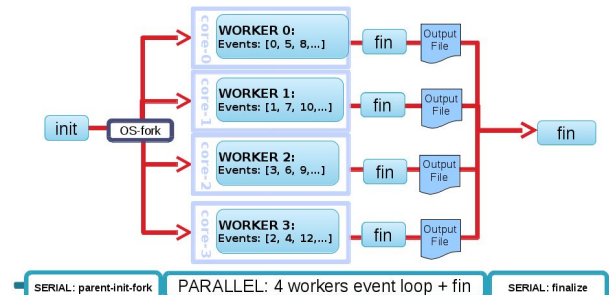 init
OS-fork
core-0
WORKER 0:
Events: [0, 5, 8,...]
fin
Output
File
core-1
WORKER 1:
Events: [1, 7, 10,...]
fin
Output
File
core-2
WORKER 2:
Events: [3, 6, 9,...]
fin
Output
File
core-3
WORKER 3:
Events: [2, 4, 12,...]
fin
Output
File
fin
SERIAL: parent-init-fork
PARALLEL: 4 workers event loop + fin
SERIAL: finalize